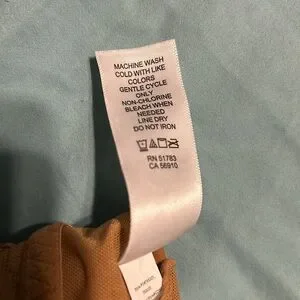 MACHINE WASH
COLD WITH LIKE
COLORS
GENTLE CYCLE
ONLY
NON-CHLORINE
BLEACH WHEN
NEEDED
LINE DRY
DO NOT IRON
RN 51783
CA 56910